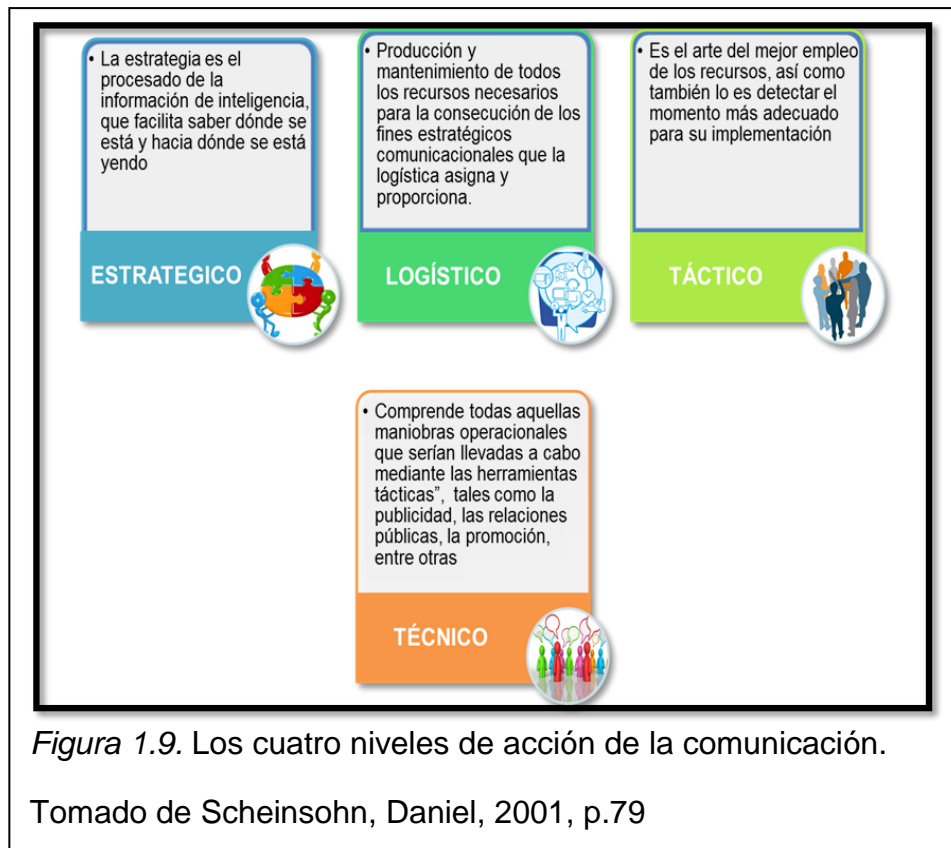 • La estrategia es el
procesado de la
información de inteligencia,
que facilita saber dónde se
está y hacia dónde se está
yendo
ESTRATEGICO
• Producción y
mantenimiento de todos
los recursos necesarios
para la consecución de los
fines estratégicos
comunicacionales que la
logística asigna y
proporciona.
LOGÍSTICO
• Es el arte del mejor empleo
de los recursos, así como
también lo es detectar el
momento más adecuado
para su implementación
TÁCTICO
• Comprende todas aquellas
maniobras operacionales
que serían llevadas a cabo
mediante las herramientas
tácticas”, tales como la
publicidad, las relaciones
públicas, la promoción,
entre otras
TÉCNICO
Figura 1.9. Los cuatro niveles de acción de la comunicación.
Tomado de Scheinsohn, Daniel, 2001, p.79